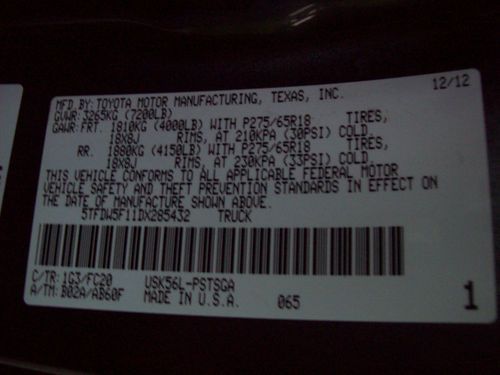 MFD BY: TOYOTA MOTOR MANUFACTURING, TEXAS, INC. 12/12
GVWR: 3265KG (7200LB)
GAWR: FRT. 1810KG (4000LB) WITH P275/65R18 TIRES,
18X8J RIMS, AT 210KPA (30PSI) COLD.
RR. 1880KG (4150LB) WITH P275/65R18 TIRES,
18X8J RIMS, AT 230KPA (33PSI) COLD.
THIS VEHICLE CONFORMS TO ALL APPLICABLE FEDERAL MOTOR
VEHICLE SAFETY AND THEFT PREVENTION STANDARDS IN EFFECT ON
THE DATE OF MANUFACTURE SHOWN ABOVE.
5TFDW5F11DX285432 TRUCK
C/TR: 1G3/FC20 USK56L-PSTSGA
A/TM: B02A/AB60F MADE IN U.S.A. 065 1